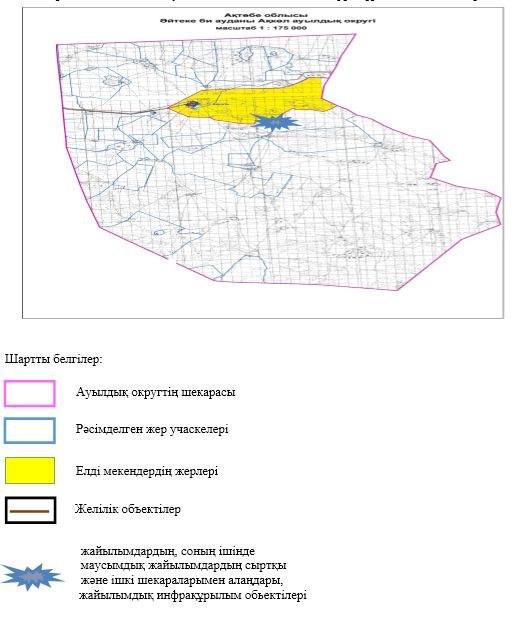 Ақтөбе облысы
Әйтеке би ауданы Ақкөл ауылдық округі
масштаб 1 : 175 000
Шартты белгілер:
Ауылдық округтің шекарасы
Рәсімделген жер учаскелері
Елді мекендердің жерлері
Желілік объектілер
жайылымдардың, соның ішінде
маусымдық жайылымдардың сыртқы
және ішкі шекараларымен алаңдары,
жайылымдық инфрақұрылым объектілері